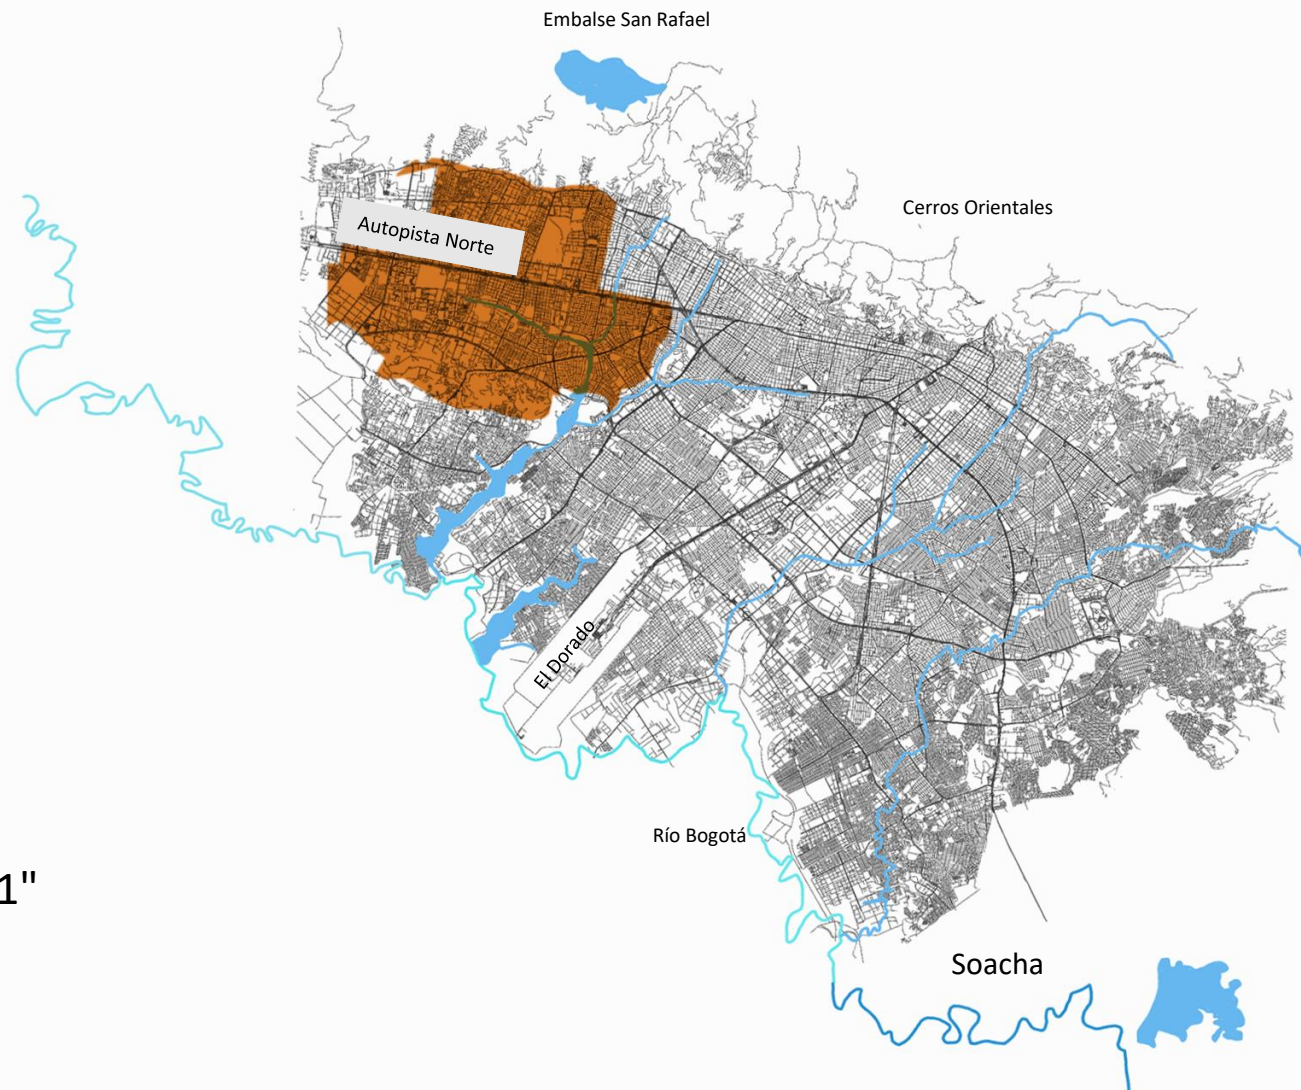 Embalse San Rafael
Cerros Orientales
Autopista Norte
El Dorado
Río Bogotá
1"
Soacha